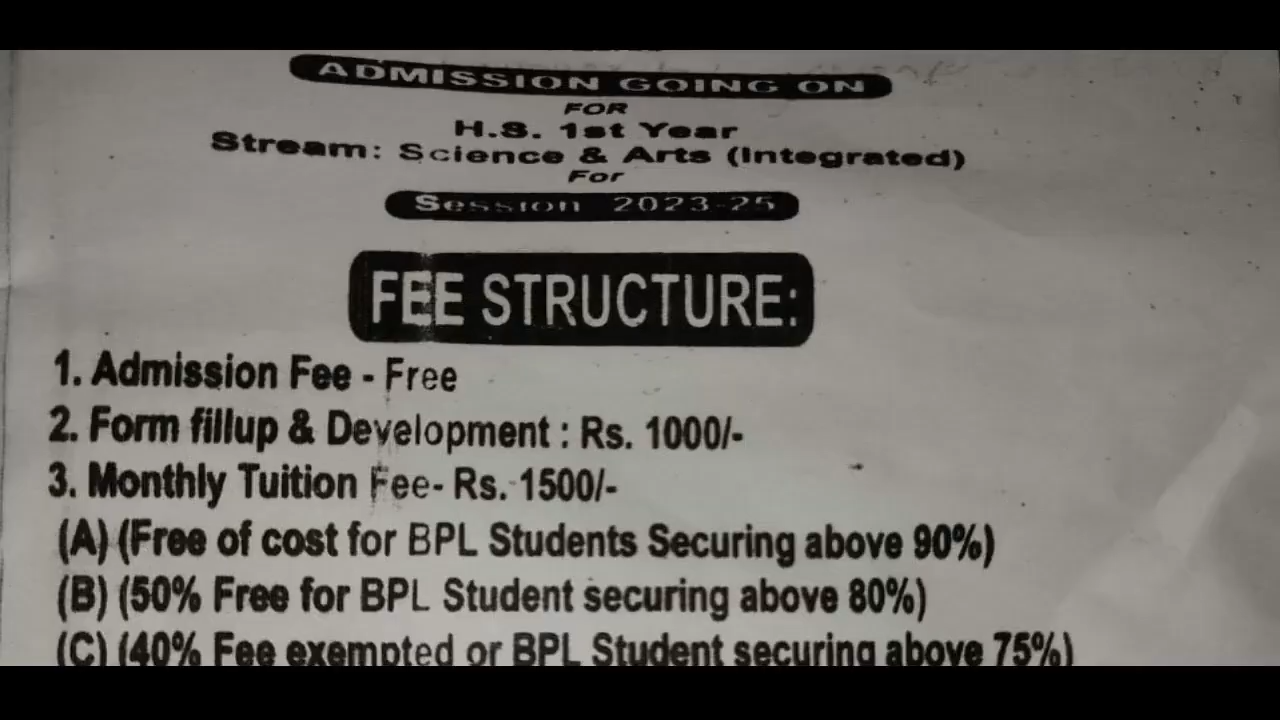 ADMISSION GOING ON
FOR
H.S. 1st Year
Stream: Science & Arts (Integrated)
For
Session 2023-25
FEE STRUCTURE:
1. Admission Fee - Free
2. Form fillup & Development : Rs. 1000/-
3. Monthly Tuition Fee- Rs. 1500/-
(A) (Free of cost for BPL Students Securing above 90%)
(B) (50% Free for BPL Student securing above 80%)
(C) (40% Fee exempted or BPL Student securing above 75%)